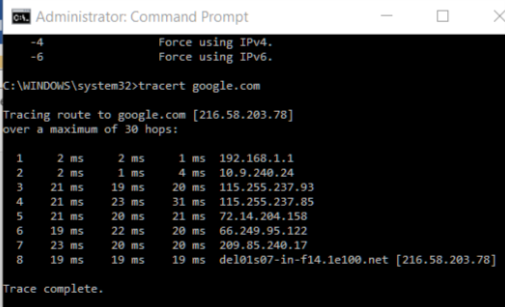 Administrator: Command Prompt
-4 Force using IPv4.
-6 Force using IPv6.
C:\WINDOWS\system32>tracert google.com
Tracing route to google.com [216.58.203.78]
over a maximum of 30 hops:
1 2 ms 2 ms 1 ms 192.168.1.1
2 2 ms 1 ms 4 ms 10.9.240.24
3 21 ms 19 ms 20 ms 115.255.237.93
4 21 ms 23 ms 31 ms 115.255.237.85
5 21 ms 20 ms 21 ms 72.14.204.158
6 19 ms 22 ms 20 ms 66.249.95.122
7 23 ms 20 ms 20 ms 209.85.240.17
8 19 ms 19 ms 19 ms del01s07-in-f14.1e100.net [216.58.203.78]
Trace complete.